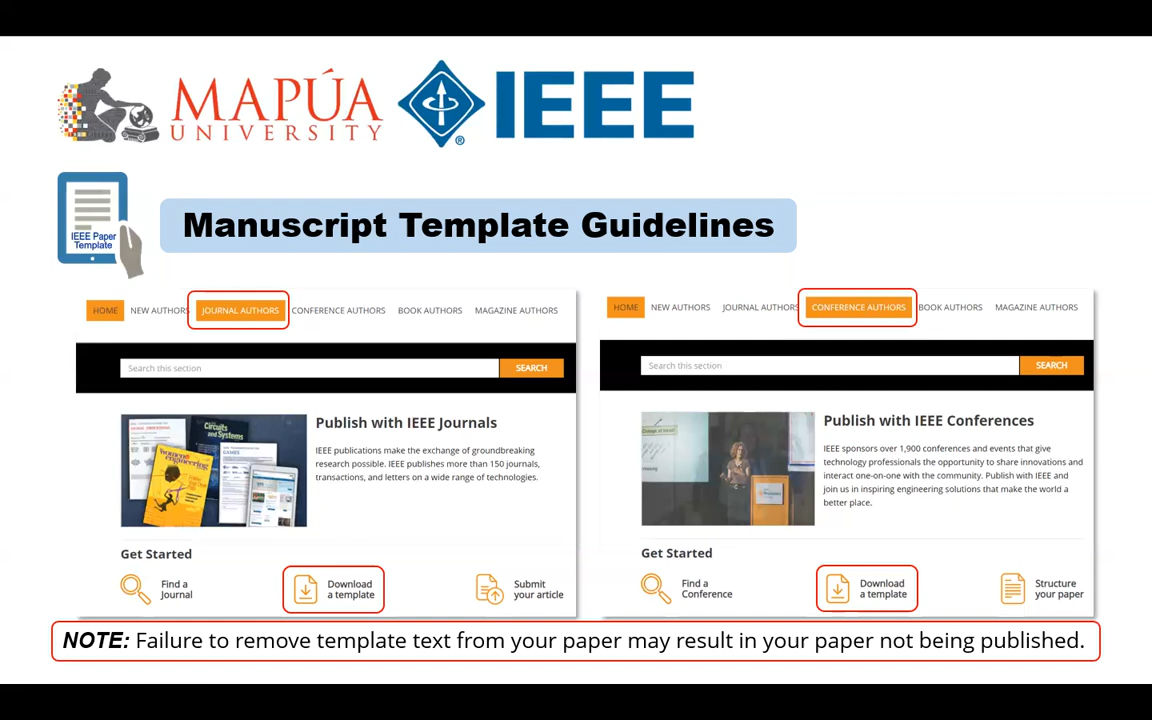 MAPÚA
UNIVERSITY
IEEE
®
IEEE Paper
Template
Manuscript Template Guidelines
HOME NEW AUTHORS JOURNAL AUTHORS CONFERENCE AUTHORS BOOK AUTHORS MAGAZINE AUTHORS
Search this section SEARCH
Circuits and Systems
GAMES
women's engineering
Publish with IEEE Journals
IEEE publications make the exchange of groundbreaking
research possible. IEEE publishes more than 150 journals,
transactions, and letters on a wide range of technologies.
Get Started
Find a
Journal
Download
a template
Submit
your article
HOME NEW AUTHORS JOURNAL AUTHORS CONFERENCE AUTHORS BOOK AUTHORS MAGAZINE AUTHORS
Search this section SEARCH
Publish with IEEE Conferences
IEEE sponsors over 1,900 conferences and events that give
technology professionals the opportunity to share innovations and
interact one-on-one with the community. Publish with IEEE and
join us in inspiring engineering solutions that make the world a
better place.
Get Started
Find a
Conference
Download
a template
Structure
your paper
NOTE: Failure to remove template text from your paper may result in your paper not being published.